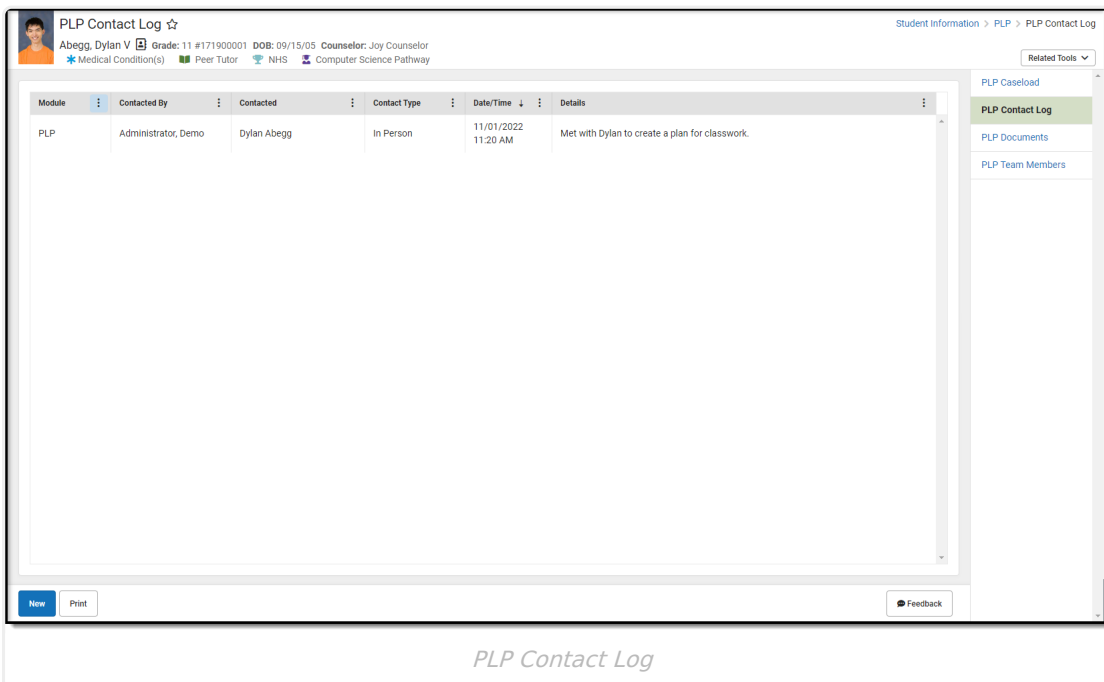 PLP Contact Log
Student Information > PLP > PLP Contact Log
Abegg, Dylan V Grade: 11 #171900001 DOB: 09/15/05 Counselor: Joy Counselor
Medical Condition(s) Peer Tutor NHS Computer Science Pathway
Related Tools
PLP Caseload
PLP Contact Log
PLP Documents
PLP Team Members
Module Contacted By Contacted Contact Type Date/Time ↓ Details
PLP Administrator, Demo Dylan Abegg In Person 11/01/2022 Met with Dylan to create a plan for classwork.
11:20 AM
New Print Feedback
PLP Contact Log